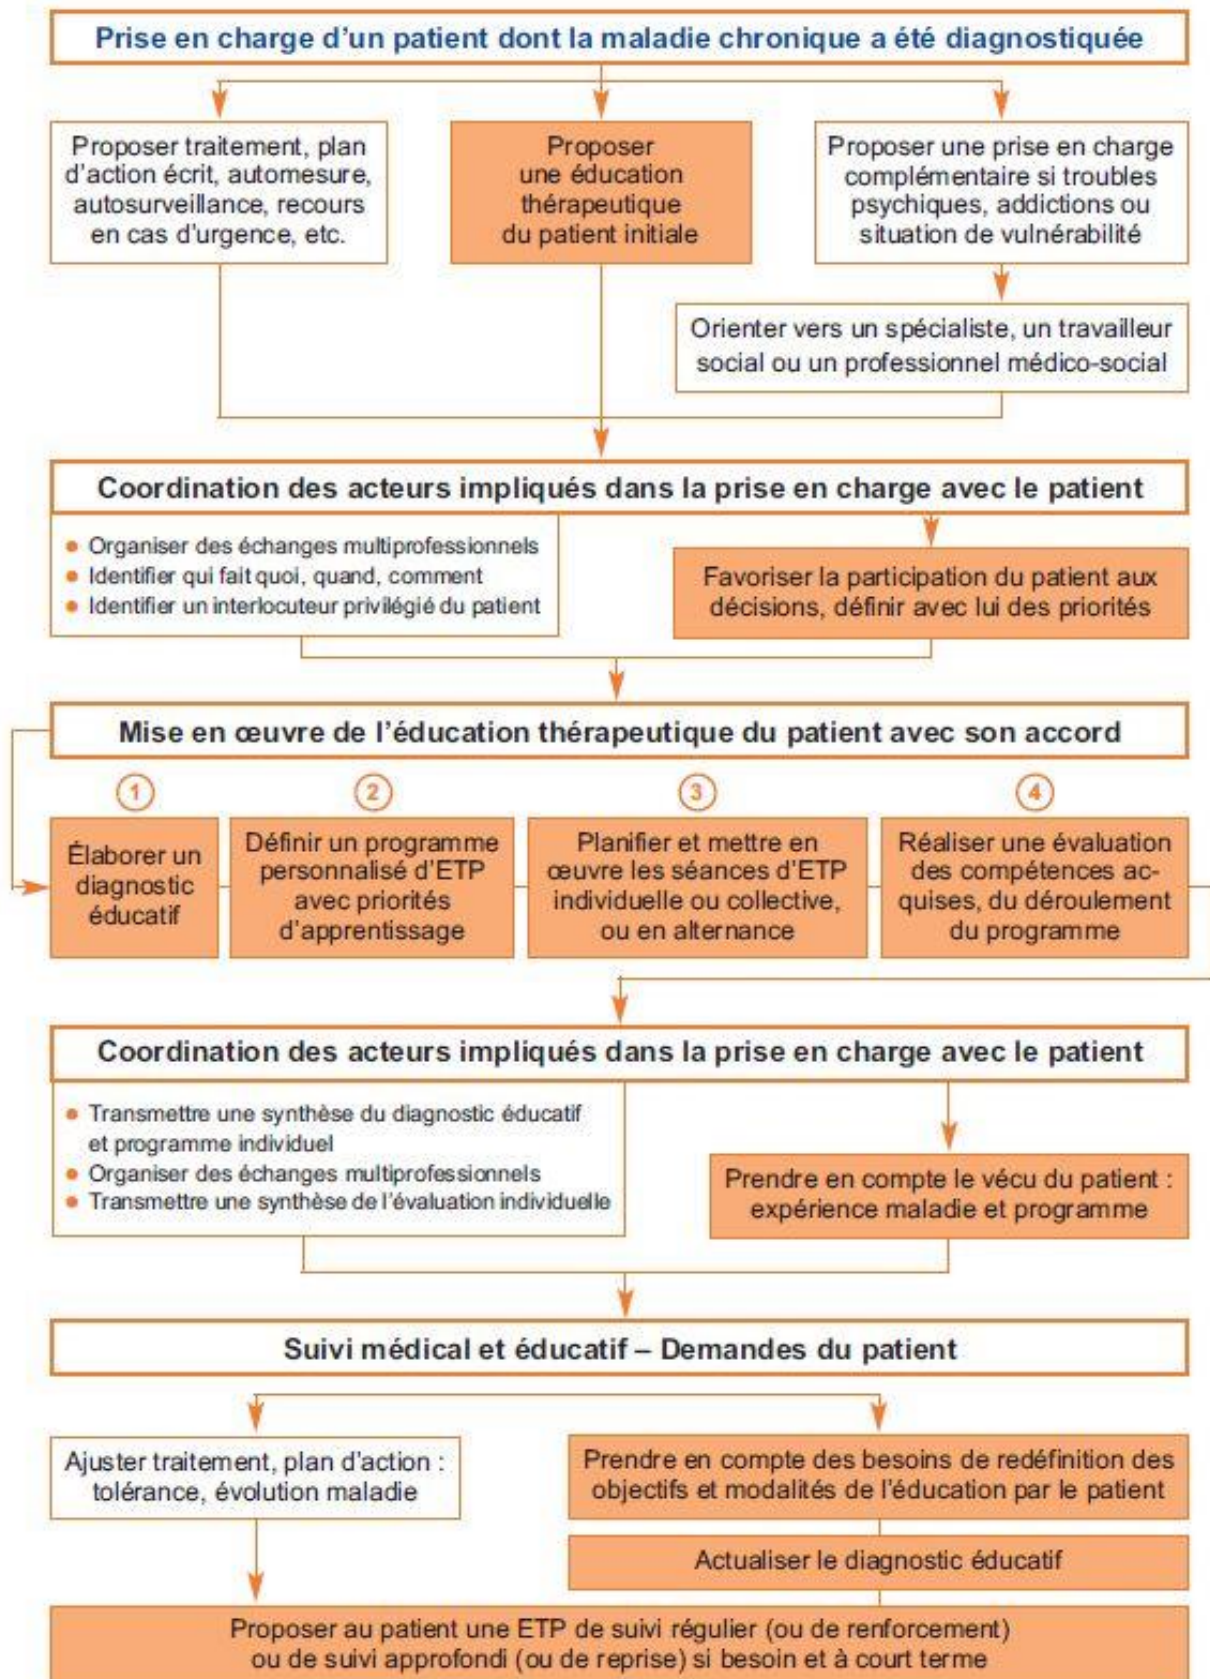 Prise en charge d'un patient dont la maladie chronique a été diagnostiquée
Proposer traitement, plan
d'action écrit, automesure,
autosurveillance, recours
en cas d'urgence, etc.
Proposer
une éducation
thérapeutique
du patient initiale
Proposer une prise en charge
complémentaire si troubles
psychiques, addictions ou
situation de vulnérabilité
Orienter vers un spécialiste, un travailleur
social ou un professionnel médico-social
Coordination des acteurs impliqués dans la prise en charge avec le patient
• Organiser des échanges multiprofessionnels
• Identifier qui fait quoi, quand, comment
• Identifier un interlocuteur privilégié du patient
Favoriser la participation du patient aux
décisions, définir avec lui des priorités
Mise en œuvre de l'éducation thérapeutique du patient avec son accord
1
Élaborer un
diagnostic
éducatif
2
Définir un programme
personnalisé d'ETP
avec priorités
d'apprentissage
3
Planifier et mettre en
œuvre les séances d'ETP
individuelle ou collective,
ou en alternance
4
Réaliser une évaluation
des compétences ac-
quises, du déroulement
du programme
Coordination des acteurs impliqués dans la prise en charge avec le patient
• Transmettre une synthèse du diagnostic éducatif
et programme individuel
• Organiser des échanges multiprofessionnels
• Transmettre une synthèse de l'évaluation individuelle
Prendre en compte le vécu du patient :
expérience maladie et programme
Suivi médical et éducatif – Demandes du patient
Ajuster traitement, plan d'action :
tolérance, évolution maladie
Prendre en compte des besoins de redéfinition des
objectifs et modalités de l'éducation par le patient
Actualiser le diagnostic éducatif
Proposer au patient une ETP de suivi régulier (ou de renforcement)
ou de suivi approfondi (ou de reprise) si besoin et à court terme